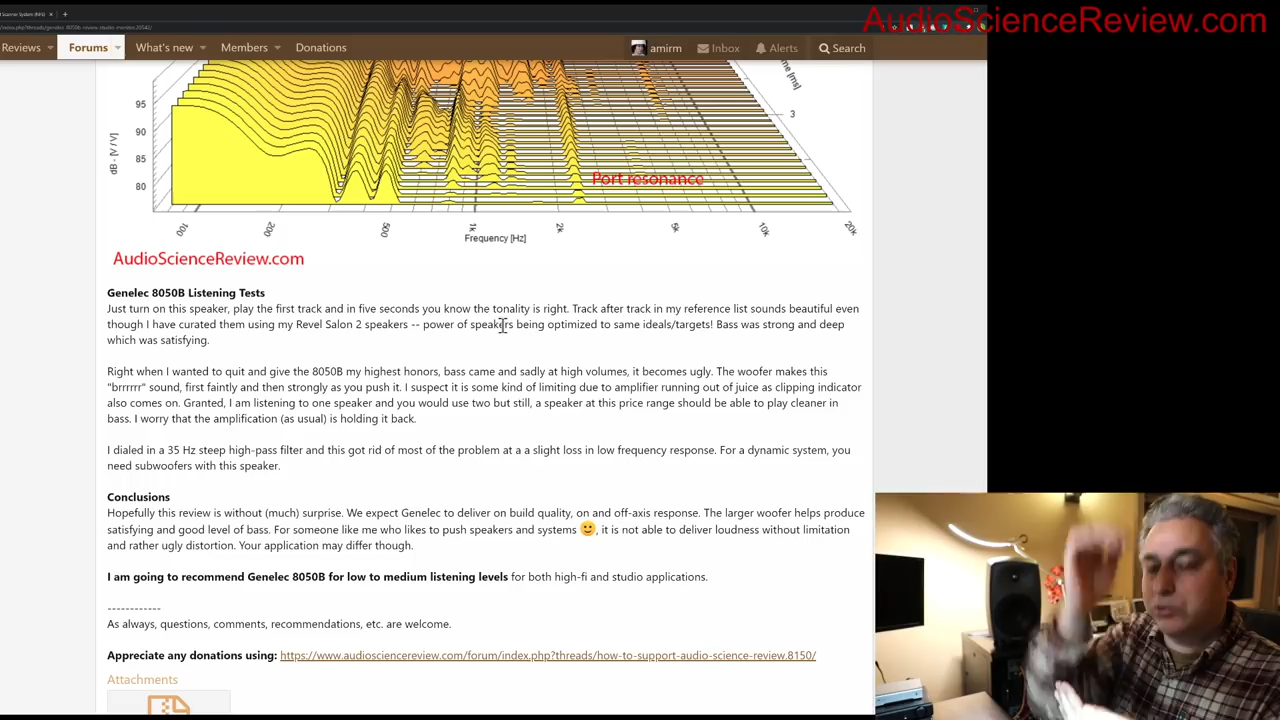 AudioScienceReview.com
Reviews Forums What's new Members Donations amirm Inbox Alerts Search
95
90
85
80
dB - [V / V]
3
Port resonance
100 200 500 1k 2k 5k 10k 20k
Frequency [Hz]
AudioScienceReview.com
Genelec 8050B Listening Tests
Just turn on this speaker, play the first track and in five seconds you know the tonality is right. Track after track in my reference list sounds beautiful even
though I have curated them using my Revel Salon 2 speakers -- power of speakers being optimized to same ideals/targets! Bass was strong and deep
which was satisfying.
Right when I wanted to quit and give the 8050B my highest honors, bass came and sadly at high volumes, it becomes ugly. The woofer makes this
"brrrrrr" sound, first faintly and then strongly as you push it. I suspect it is some kind of limiting due to amplifier running out of juice as clipping indicator
also comes on. Granted, I am listening to one speaker and you would use two but still, a speaker at this price range should be able to play cleaner in
bass. I worry that the amplification (as usual) is holding it back.
I dialed in a 35 Hz steep high-pass filter and this got rid of most of the problem at a a slight loss in low frequency response. For a dynamic system, you
need subwoofers with this speaker.
Conclusions
Hopefully this review is without (much) surprise. We expect Genelec to deliver on build quality, on and off-axis response. The larger woofer helps produce
satisfying and good level of bass. For someone like me who likes to push speakers and systems 🙂, it is not able to deliver loudness without limitation
and rather ugly distortion. Your application may differ though.
I am going to recommend Genelec 8050B for low to medium listening levels for both high-fi and studio applications.
------------
As always, questions, comments, recommendations, etc. are welcome.
Appreciate any donations using: https://www.audiosciencereview.com/forum/index.php?threads/how-to-support-audio-science-review.8150/
Attachments